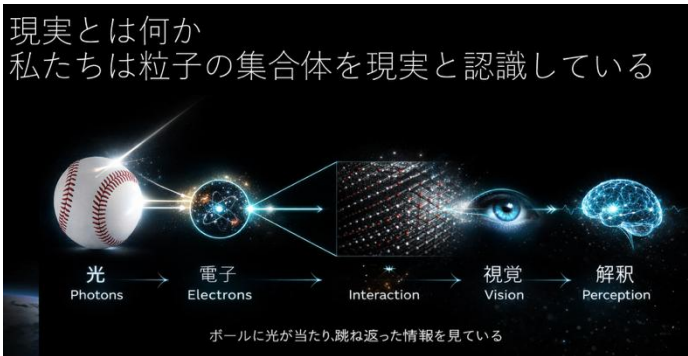 現実とは何か
私たちは粒子の集合体を現実と認識している
光
Photons
電子
Electrons
Interaction
視覚
Vision
解釈
Perception
ボールに光が当たり、跳ね返った情報を見ている